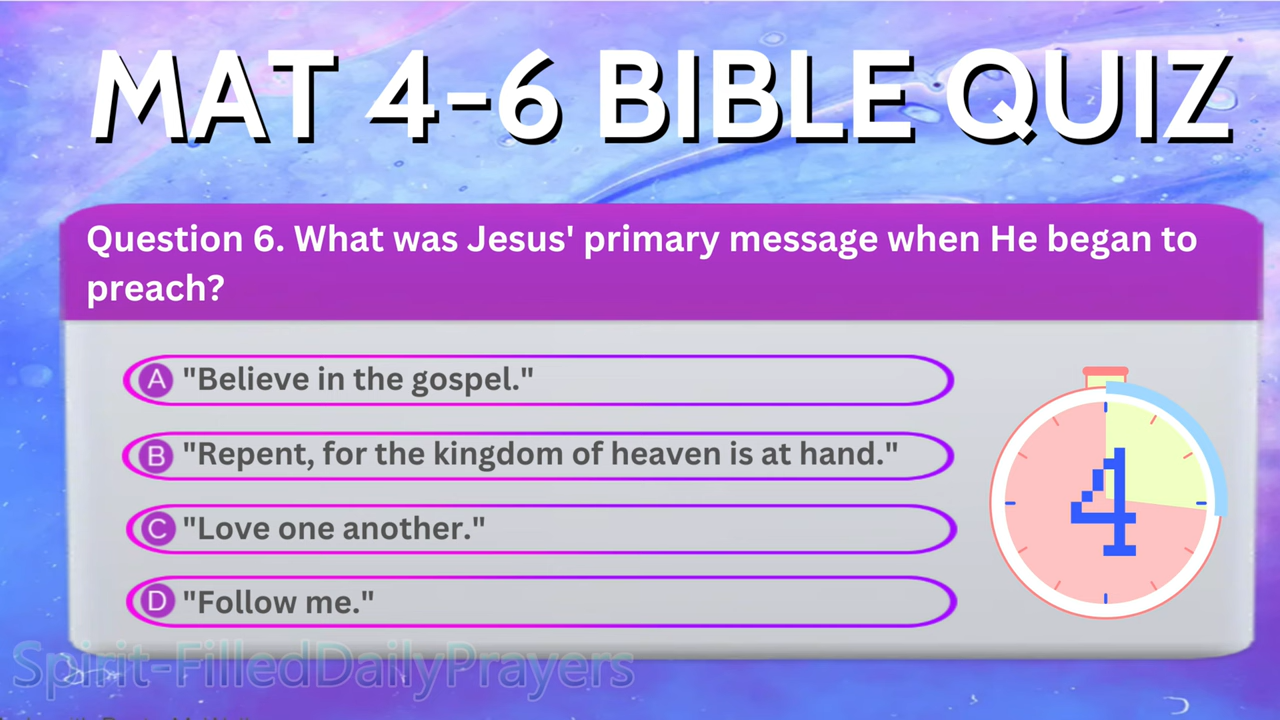 MAT 4-6 BIBLE QUIZ
Question 6. What was Jesus' primary message when He began to
preach?
A "Believe in the gospel."
B "Repent, for the kingdom of heaven is at hand."
C "Love one another."
D "Follow me."
4
Spirit-FilledDailyPrayers